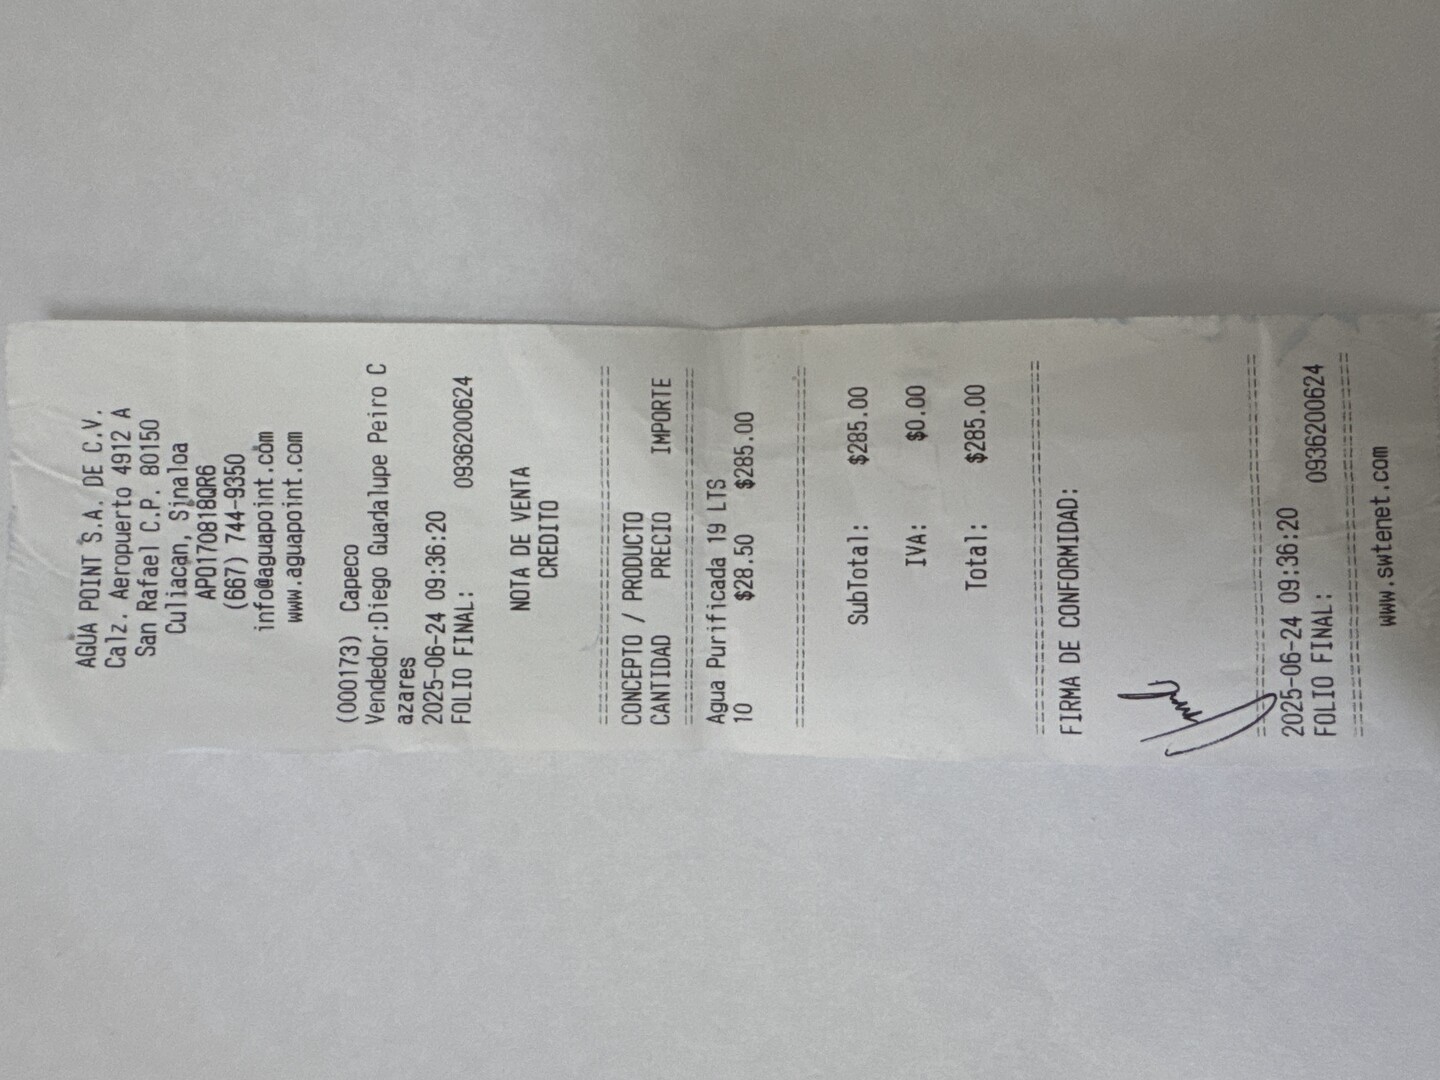 AGUA POINT S.A. DE C.V.
Calz. Aeropuerto 4912 A
San Rafael C.P. 80150
Culiacan, Sinaloa
APO170818QR6
(667) 744-9350
info@aguapoint.com
www.aguapoint.com
(000173) Capeco
Vendedor:Diego Guadalupe Peiro C
azares
2025-06-24 09:36:20
FOLIO FINAL: 0936200624
NOTA DE VENTA
CREDITO
================================
CONCEPTO / PRODUCTO
CANTIDAD PRECIO IMPORTE
================================
Agua Purificada 19 LTS
10 $28.50 $285.00
================================
SubTotal: $285.00
IVA: $0.00
Total: $285.00
================================
FIRMA DE CONFORMIDAD:
================================
2025-06-24 09:36:20
FOLIO FINAL: 0936200624
================================
www.swtenet.com